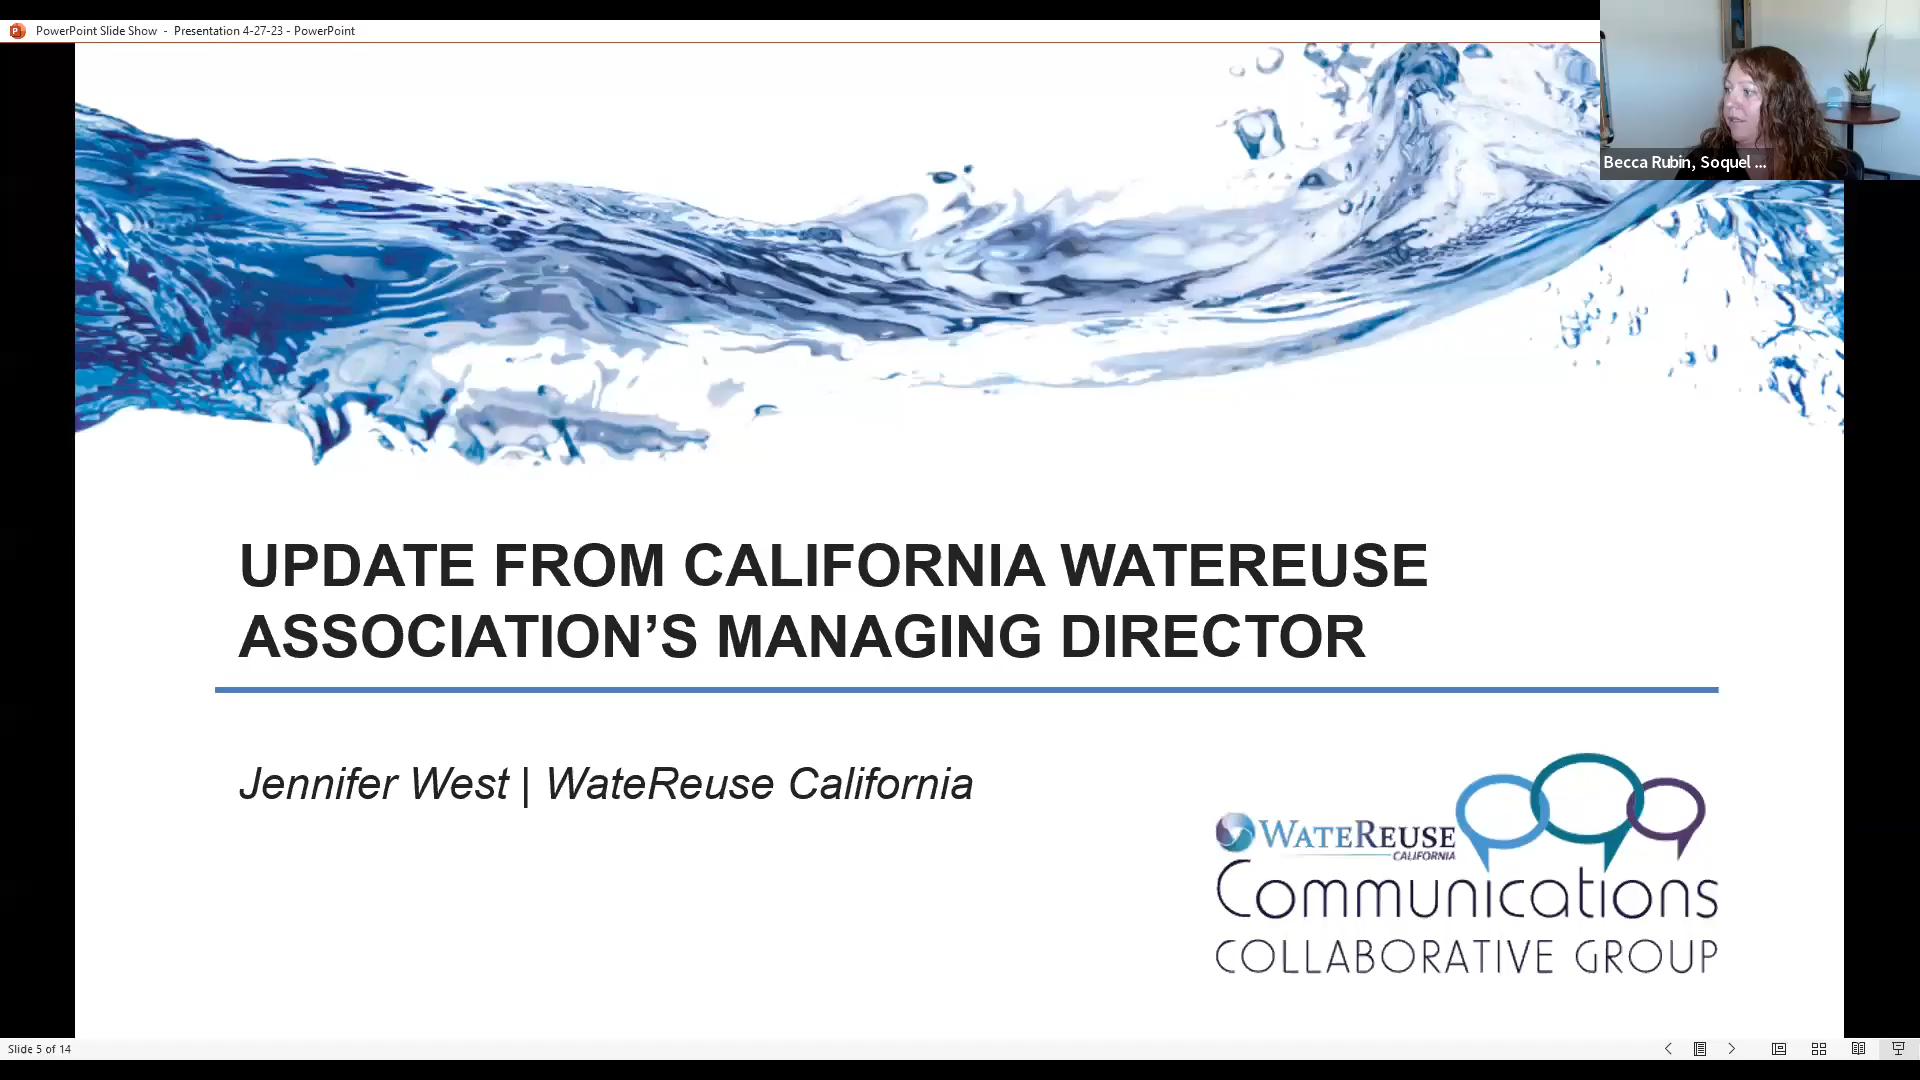 PowerPoint Slide Show - Presentation 4-27-23 - PowerPoint
Becca Rubin, Soquel ...
UPDATE FROM CALIFORNIA WATEREUSE
ASSOCIATION’S MANAGING DIRECTOR
Jennifer West | WateReuse California
WATEREUSE
CALIFORNIA
Communications
COLLABORATIVE GROUP
Slide 5 of 14